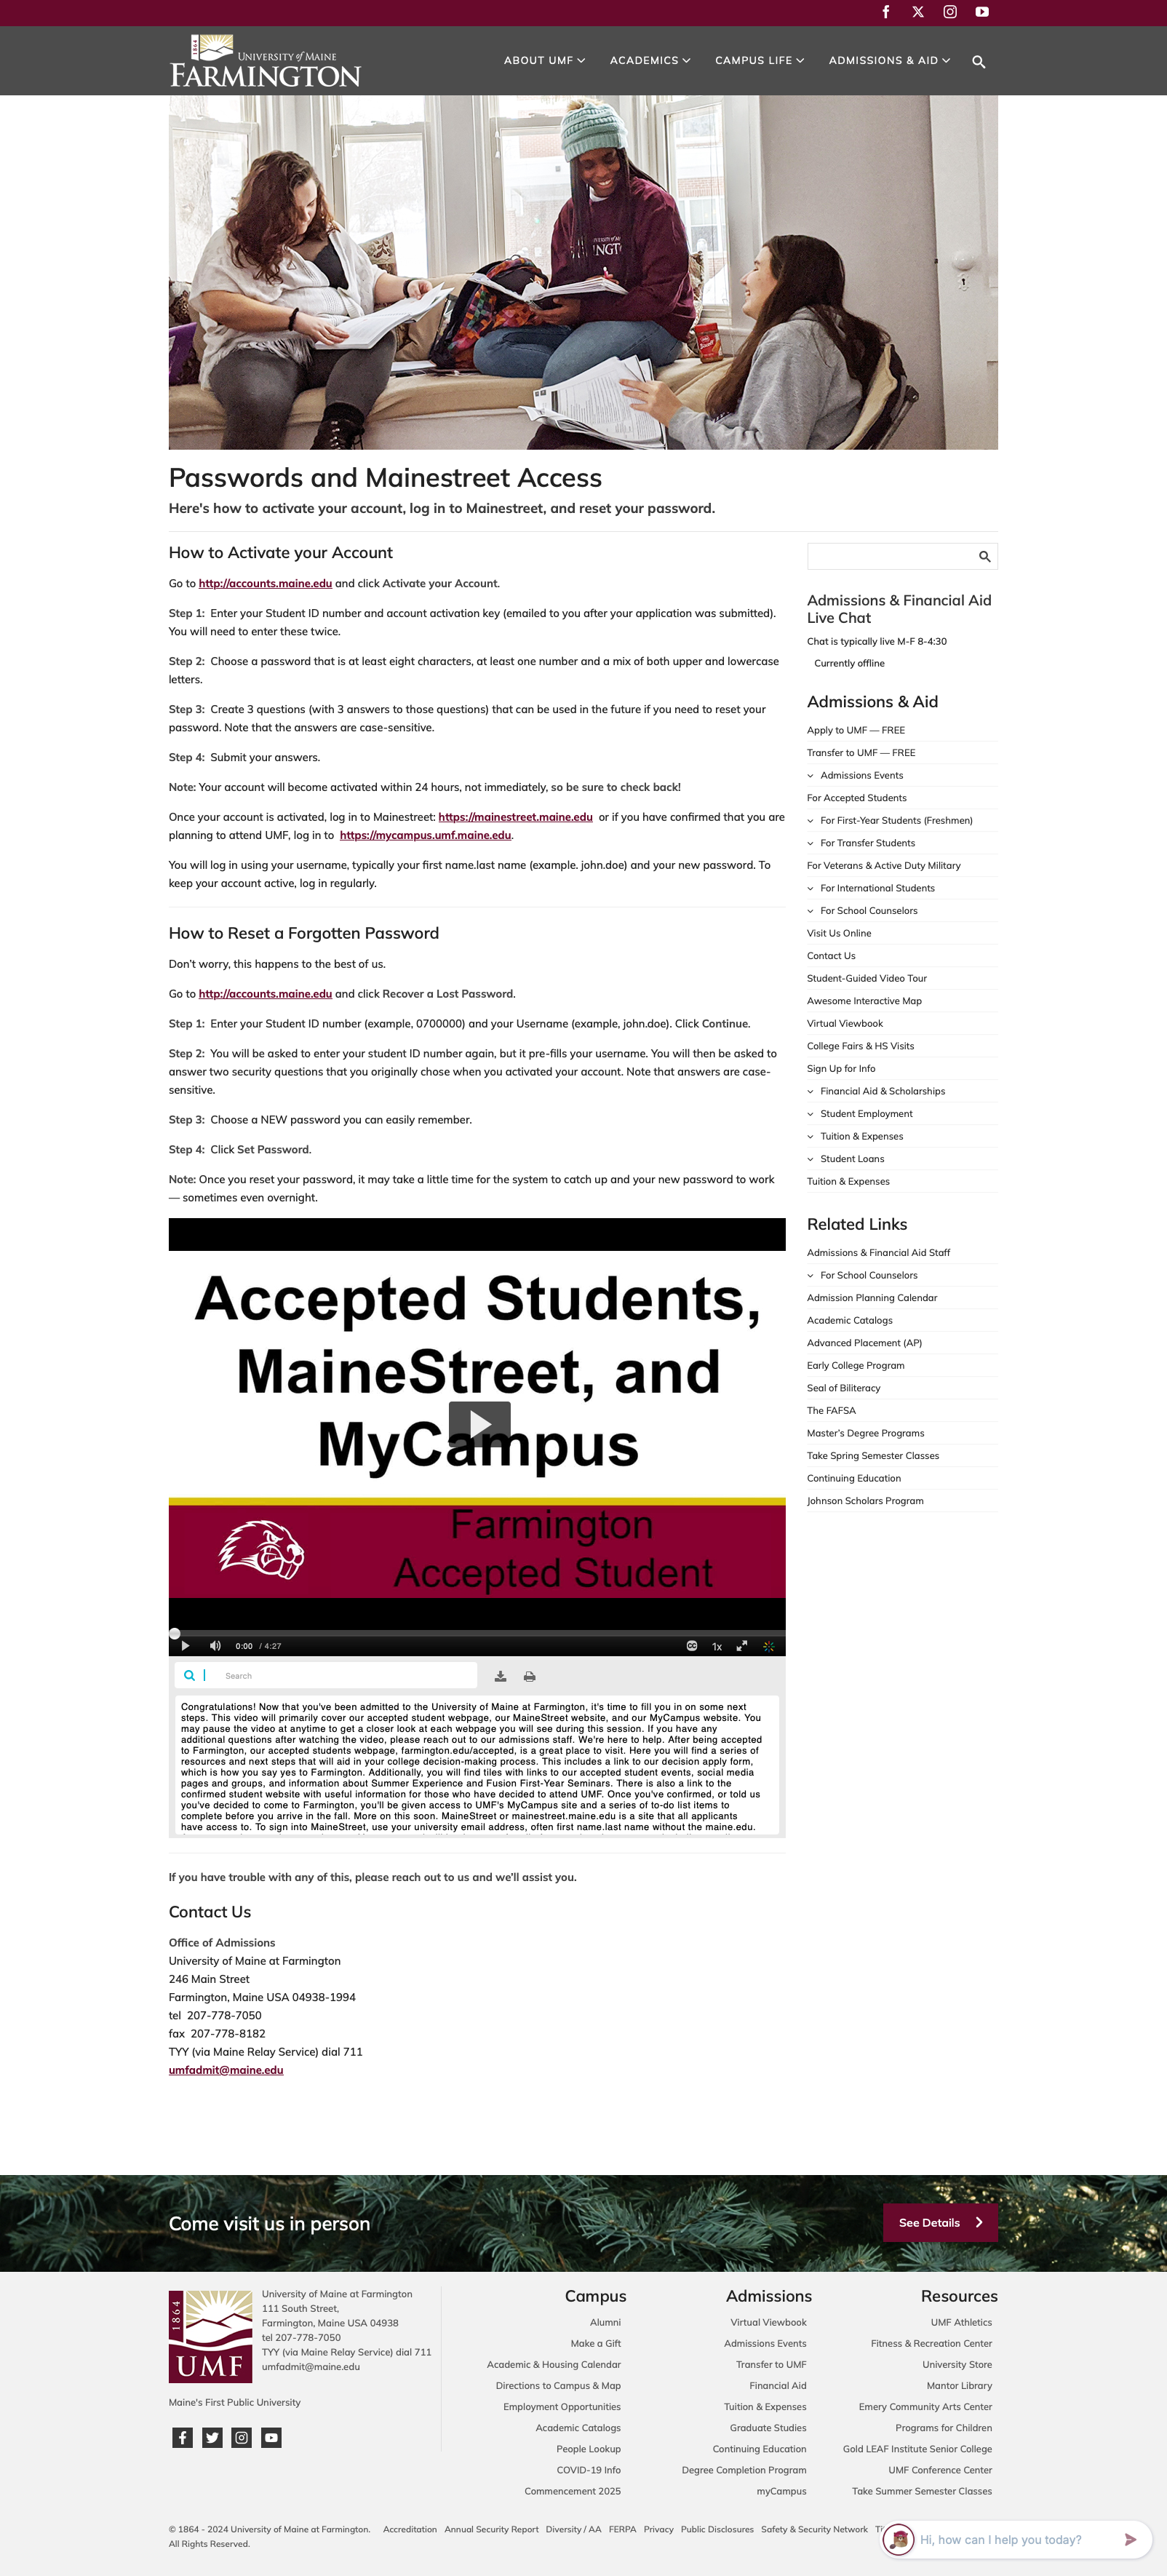 1864
UNIVERSITY OF MAINE
FARMINGTON
ABOUT UMF
ACADEMICS
CAMPUS LIFE
ADMISSIONS & AID
Passwords and Mainestreet Access
Here's how to activate your account, log in to Mainestreet, and reset your password.
How to Activate your Account
Go to http://accounts.maine.edu and click Activate your Account.
Step 1: Enter your Student ID number and account activation key (emailed to you after your application was submitted).
You will need to enter these twice.
Step 2: Choose a password that is at least eight characters, at least one number and a mix of both upper and lowercase
letters.
Step 3: Create 3 questions (with 3 answers to those questions) that can be used in the future if you need to reset your
password. Note that the answers are case-sensitive.
Step 4: Submit your answers.
Note: Your account will become activated within 24 hours, not immediately, so be sure to check back!
Once your account is activated, log in to Mainestreet: https://mainestreet.maine.edu or if you have confirmed that you are
planning to attend UMF, log in to https://mycampus.umf.maine.edu.
You will log in using your username, typically your first name.last name (example. john.doe) and your new password. To
keep your account active, log in regularly.
How to Reset a Forgotten Password
Don't worry, this happens to the best of us.
Go to http://accounts.maine.edu and click Recover a Lost Password.
Step 1: Enter your Student ID number (example, 0700000) and your Username (example, john.doe). Click Continue.
Step 2: You will be asked to enter your student ID number again, but it pre-fills your username. You will then be asked to
answer two security questions that you originally chose when you activated your account. Note that answers are case-
sensitive.
Step 3: Choose a NEW password you can easily remember.
Step 4: Click Set Password.
Note: Once you reset your password, it may take a little time for the system to catch up and your new password to work
— sometimes even overnight.
Accepted Students,
MaineStreet, and
MyCampus
Farmington
Accepted Student
0:00 / 4:27
CC
1x
Search
Congratulations! Now that you've been admitted to the University of Maine at Farmington, it's time to fill you in on some next
steps. This video will primarily cover our accepted student webpage, our MaineStreet website, and our MyCampus website. You
may pause the video at anytime to get a closer look at each webpage you will see during this session. If you have any
additional questions after watching the video, please reach out to our admissions staff. We're here to help. After being accepted
to Farmington, our accepted students webpage, farmington.edu/accepted, is a great place to visit. Here you will find a series of
resources and next steps that will aid in your college decision-making process. This includes a link to our decision apply form,
which is how you say yes to Farmington. Additionally, you will find tiles with links to our accepted student events, social media
pages and groups, and information about Summer Experience and Fusion First-Year Seminars. There is also a link to the
confirmed student website with useful information for those who have decided to attend UMF. Once you've confirmed, or told us
you've decided to come to Farmington, you'll be given access to UMF's MyCampus site and a series of to-do list items to
complete before you arrive in the fall. More on this soon. MaineStreet or mainestreet.maine.edu is a site that all applicants
have access to. To sign into MaineStreet, use your university email address, often first name.last name without the maine.edu.
If you have trouble with any of this, please reach out to us and we'll assist you.
Contact Us
Office of Admissions
University of Maine at Farmington
246 Main Street
Farmington, Maine USA 04938-1994
tel 207-778-7050
fax 207-778-8182
TYY (via Maine Relay Service) dial 711
umfadmit@maine.edu
Admissions & Financial Aid
Live Chat
Chat is typically live M-F 8-4:30
Currently offline
Admissions & Aid
Apply to UMF — FREE
Transfer to UMF — FREE
Admissions Events
For Accepted Students
For First-Year Students (Freshmen)
For Transfer Students
For Veterans & Active Duty Military
For International Students
For School Counselors
Visit Us Online
Contact Us
Student-Guided Video Tour
Awesome Interactive Map
Virtual Viewbook
College Fairs & HS Visits
Sign Up for Info
Financial Aid & Scholarships
Student Employment
Tuition & Expenses
Student Loans
Tuition & Expenses
Related Links
Admissions & Financial Aid Staff
For School Counselors
Admission Planning Calendar
Academic Catalogs
Advanced Placement (AP)
Early College Program
Seal of Biliteracy
The FAFSA
Master's Degree Programs
Take Spring Semester Classes
Continuing Education
Johnson Scholars Program
Come visit us in person
See Details
1864
UMF
University of Maine at Farmington
111 South Street,
Farmington, Maine USA 04938
tel 207-778-7050
TYY (via Maine Relay Service) dial 711
umfadmit@maine.edu
Maine's First Public University
Campus
Alumni
Make a Gift
Academic & Housing Calendar
Directions to Campus & Map
Employment Opportunities
Academic Catalogs
People Lookup
COVID-19 Info
Commencement 2025
Admissions
Virtual Viewbook
Admissions Events
Transfer to UMF
Financial Aid
Tuition & Expenses
Graduate Studies
Continuing Education
Degree Completion Program
myCampus
Resources
UMF Athletics
Fitness & Recreation Center
University Store
Mantor Library
Emery Community Arts Center
Programs for Children
Gold LEAF Institute Senior College
UMF Conference Center
Take Summer Semester Classes
© 1864 - 2024 University of Maine at Farmington. Accreditation Annual Security Report Diversity / AA FERPA Privacy Public Disclosures Safety & Security Network
All Rights Reserved.
Hi, how can I help you today?